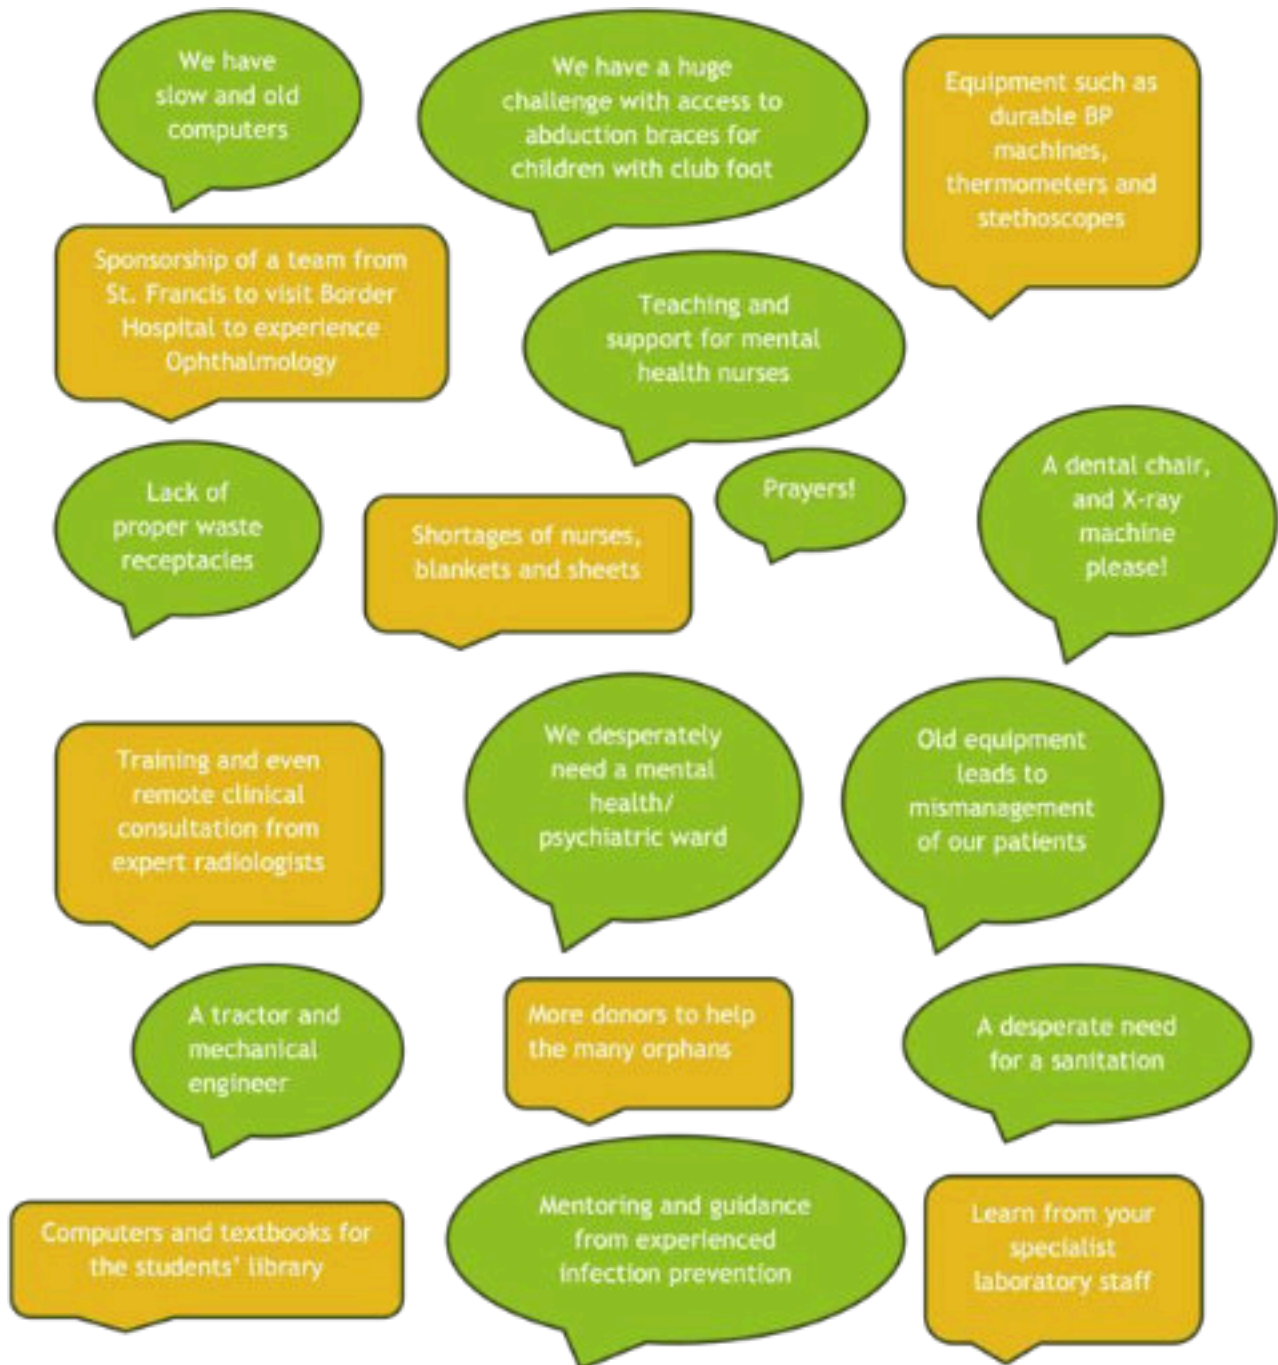 We have
slow and old
computers
We have a huge
challenge with access to
abduction braces for
children with club foot
Equipment such as
durable BP
machines,
thermometers and
stethoscopes
Sponsorship of a team from
St. Francis to visit Border
Hospital to experience
Ophthalmology
Teaching and
support for mental
health nurses
Lack of
proper waste
receptacles
Shortages of nurses,
blankets and sheets
Prayers!
A dental chair,
and X-ray
machine
please!
Training and even
remote clinical
consultation from
expert radiologists
We desperately
need a mental
health/
psychiatric ward
Old equipment
leads to
mismanagement
of our patients
A tractor and
mechanical
engineer
More donors to help
the many orphans
A desperate need
for a sanitation
Computers and textbooks for
the students' library
Mentoring and guidance
from experienced
infection prevention
Learn from your
specialist
laboratory staff